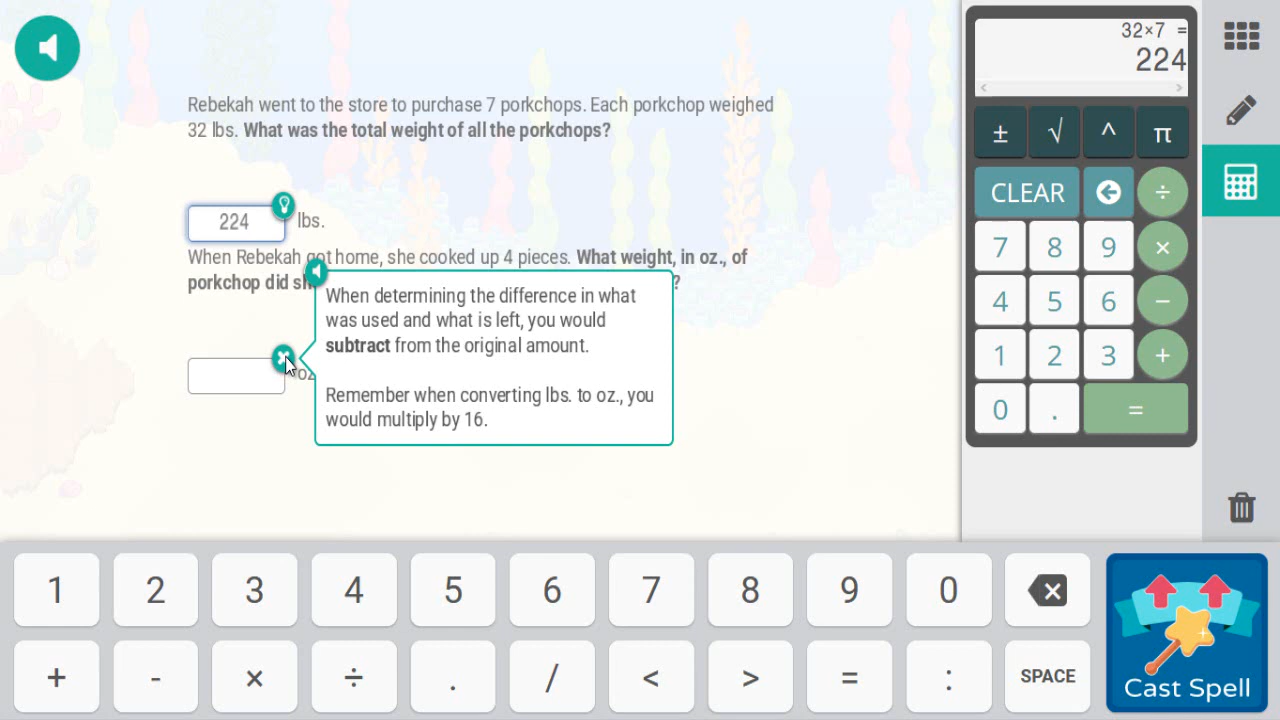 Rebekah went to the store to purchase 7 porkchops. Each porkchop weighed
32 lbs. What was the total weight of all the porkchops?
224 lbs.
When Rebekah got home, she cooked up 4 pieces. What weight, in oz., of
porkchop did sh ?
When determining the difference in what
was used and what is left, you would
subtract from the original amount.
Remember when converting lbs. to oz., you
would multiply by 16.
oz
32×7 =
224
± √ ^ π
CLEAR ÷
7 8 9 ×
4 5 6 −
1 2 3 +
0 . =
1 2 3 4 5 6 7 8 9 0
+ - × ÷ . / < > = : SPACE
Cast Spell